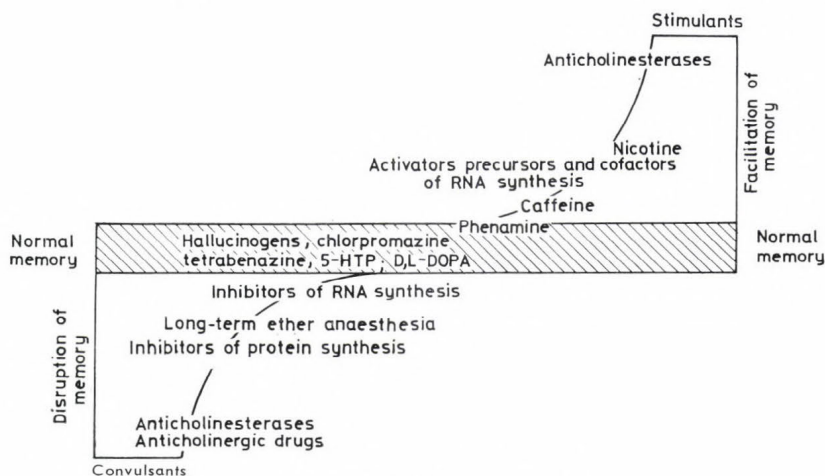 Stimulants
Anticholinesterases
Facilitation of
memory
Nicotine
Activators precursors and cofactors
of RNA synthesis
Caffeine
Phenamine
Normal
memory
Hallucinogens, chlorpromazine
tetrabenazine, 5-HTP, D,L-DOPA
Normal
memory
Inhibitors of RNA synthesis
Long-term ether anaesthesia
Inhibitors of protein synthesis
Disruption of
memory
Anticholinesterases
Anticholinergic drugs
Convulsants